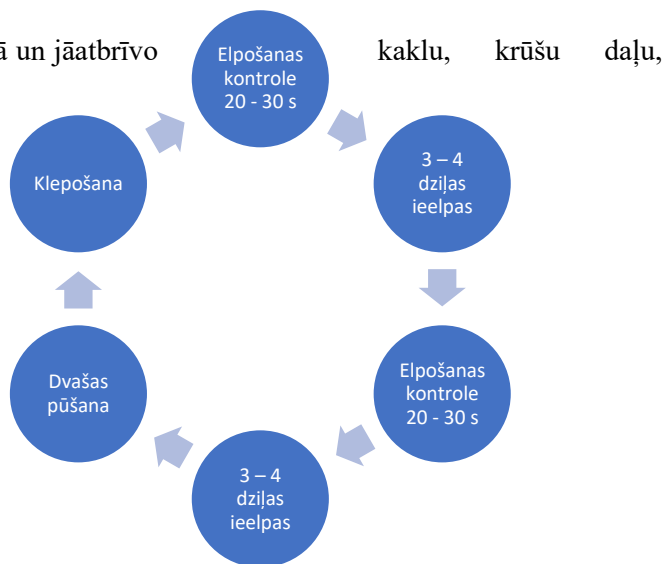 ā un jāatbrīvo kaklu, krūšu daļu,
Elpošanas
kontrole
20 - 30 s
3 – 4
dziļas
ieelpas
Elpošanas
kontrole
20 - 30 s
3 – 4
dziļas
ieelpas
Dvašas
pūšana
Klepošana